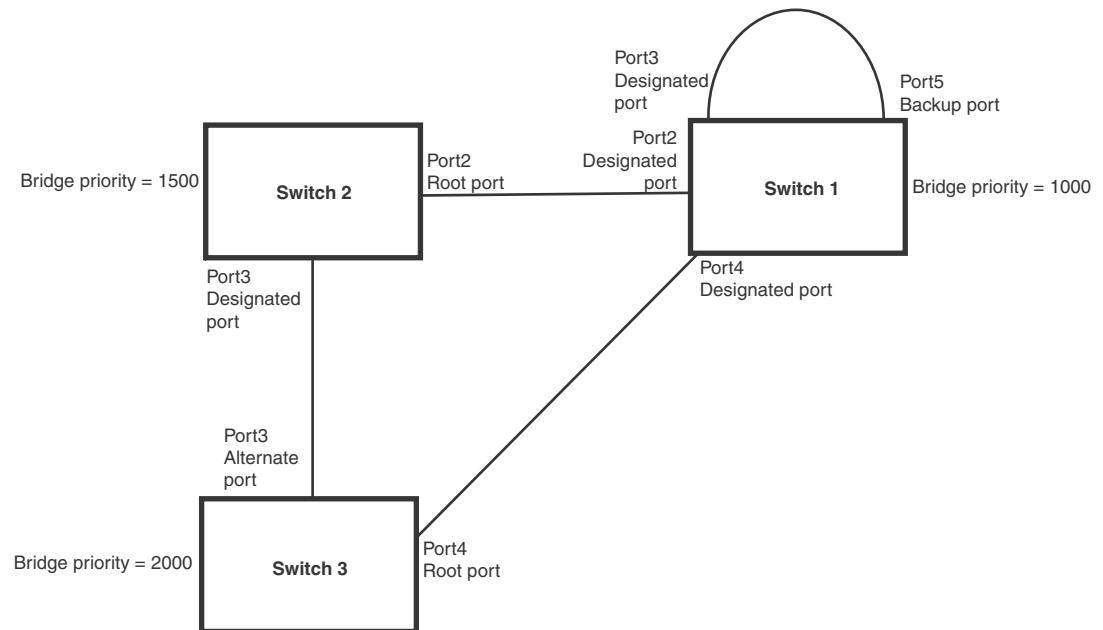 Port3
Designated
port
Port5
Backup port
Port2
Designated
port
Port2
Root port
Bridge priority = 1500
Switch 2
Switch 1
Bridge priority = 1000
Port3
Designated
port
Port4
Designated port
Port3
Alternate
port
Bridge priority = 2000
Switch 3
Port4
Root port